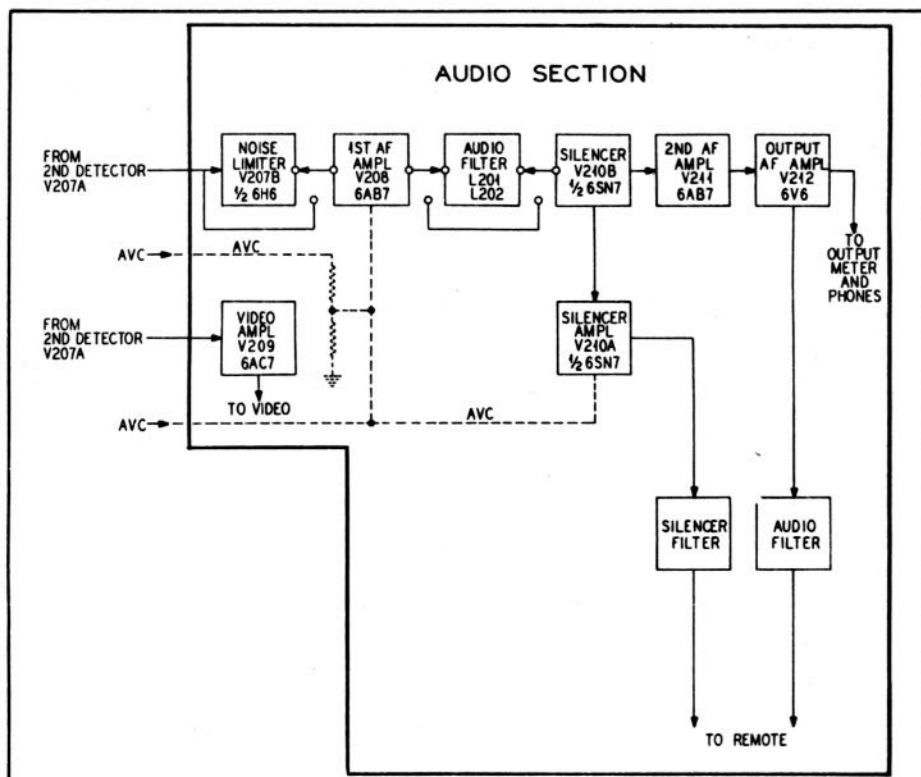 AUDIO SECTION
FROM
2ND DETECTOR
V207A
NOISE
LIMITER
V207B
1/2 6H6
1ST AF
AMPL
V208
6AB7
AUDIO
FILTER
L201
L202
SILENCER
V210B
1/2 6SN7
2ND AF
AMPL
V211
6AB7
OUTPUT
AF AMPL
V212
6V6
TO
OUTPUT
METER
AND
PHONES
AVC
AVC
FROM
2ND DETECTOR
V207A
VIDEO
AMPL
V209
6AC7
SILENCER
AMPL
V210A
1/2 6SN7
TO VIDEO
AVC
AVC
SILENCER
FILTER
AUDIO
FILTER
TO REMOTE